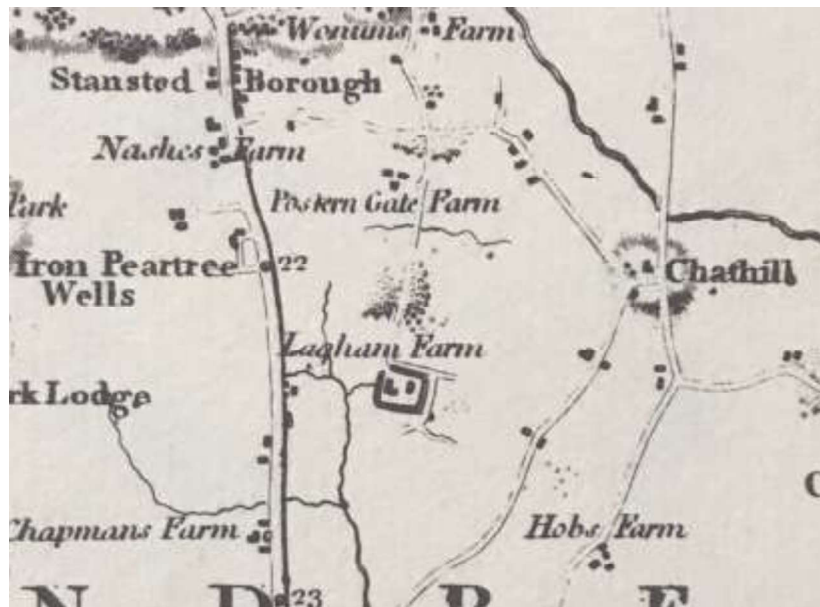 Wonums Farm
Stansted Borough
Nashes Farm
Park
Postern Gate Farm
Iron Peartree
Wells
22
Chathill
Lagham Farm
rk Lodge
Chapmans Farm
Hobs Farm
23
N D R E